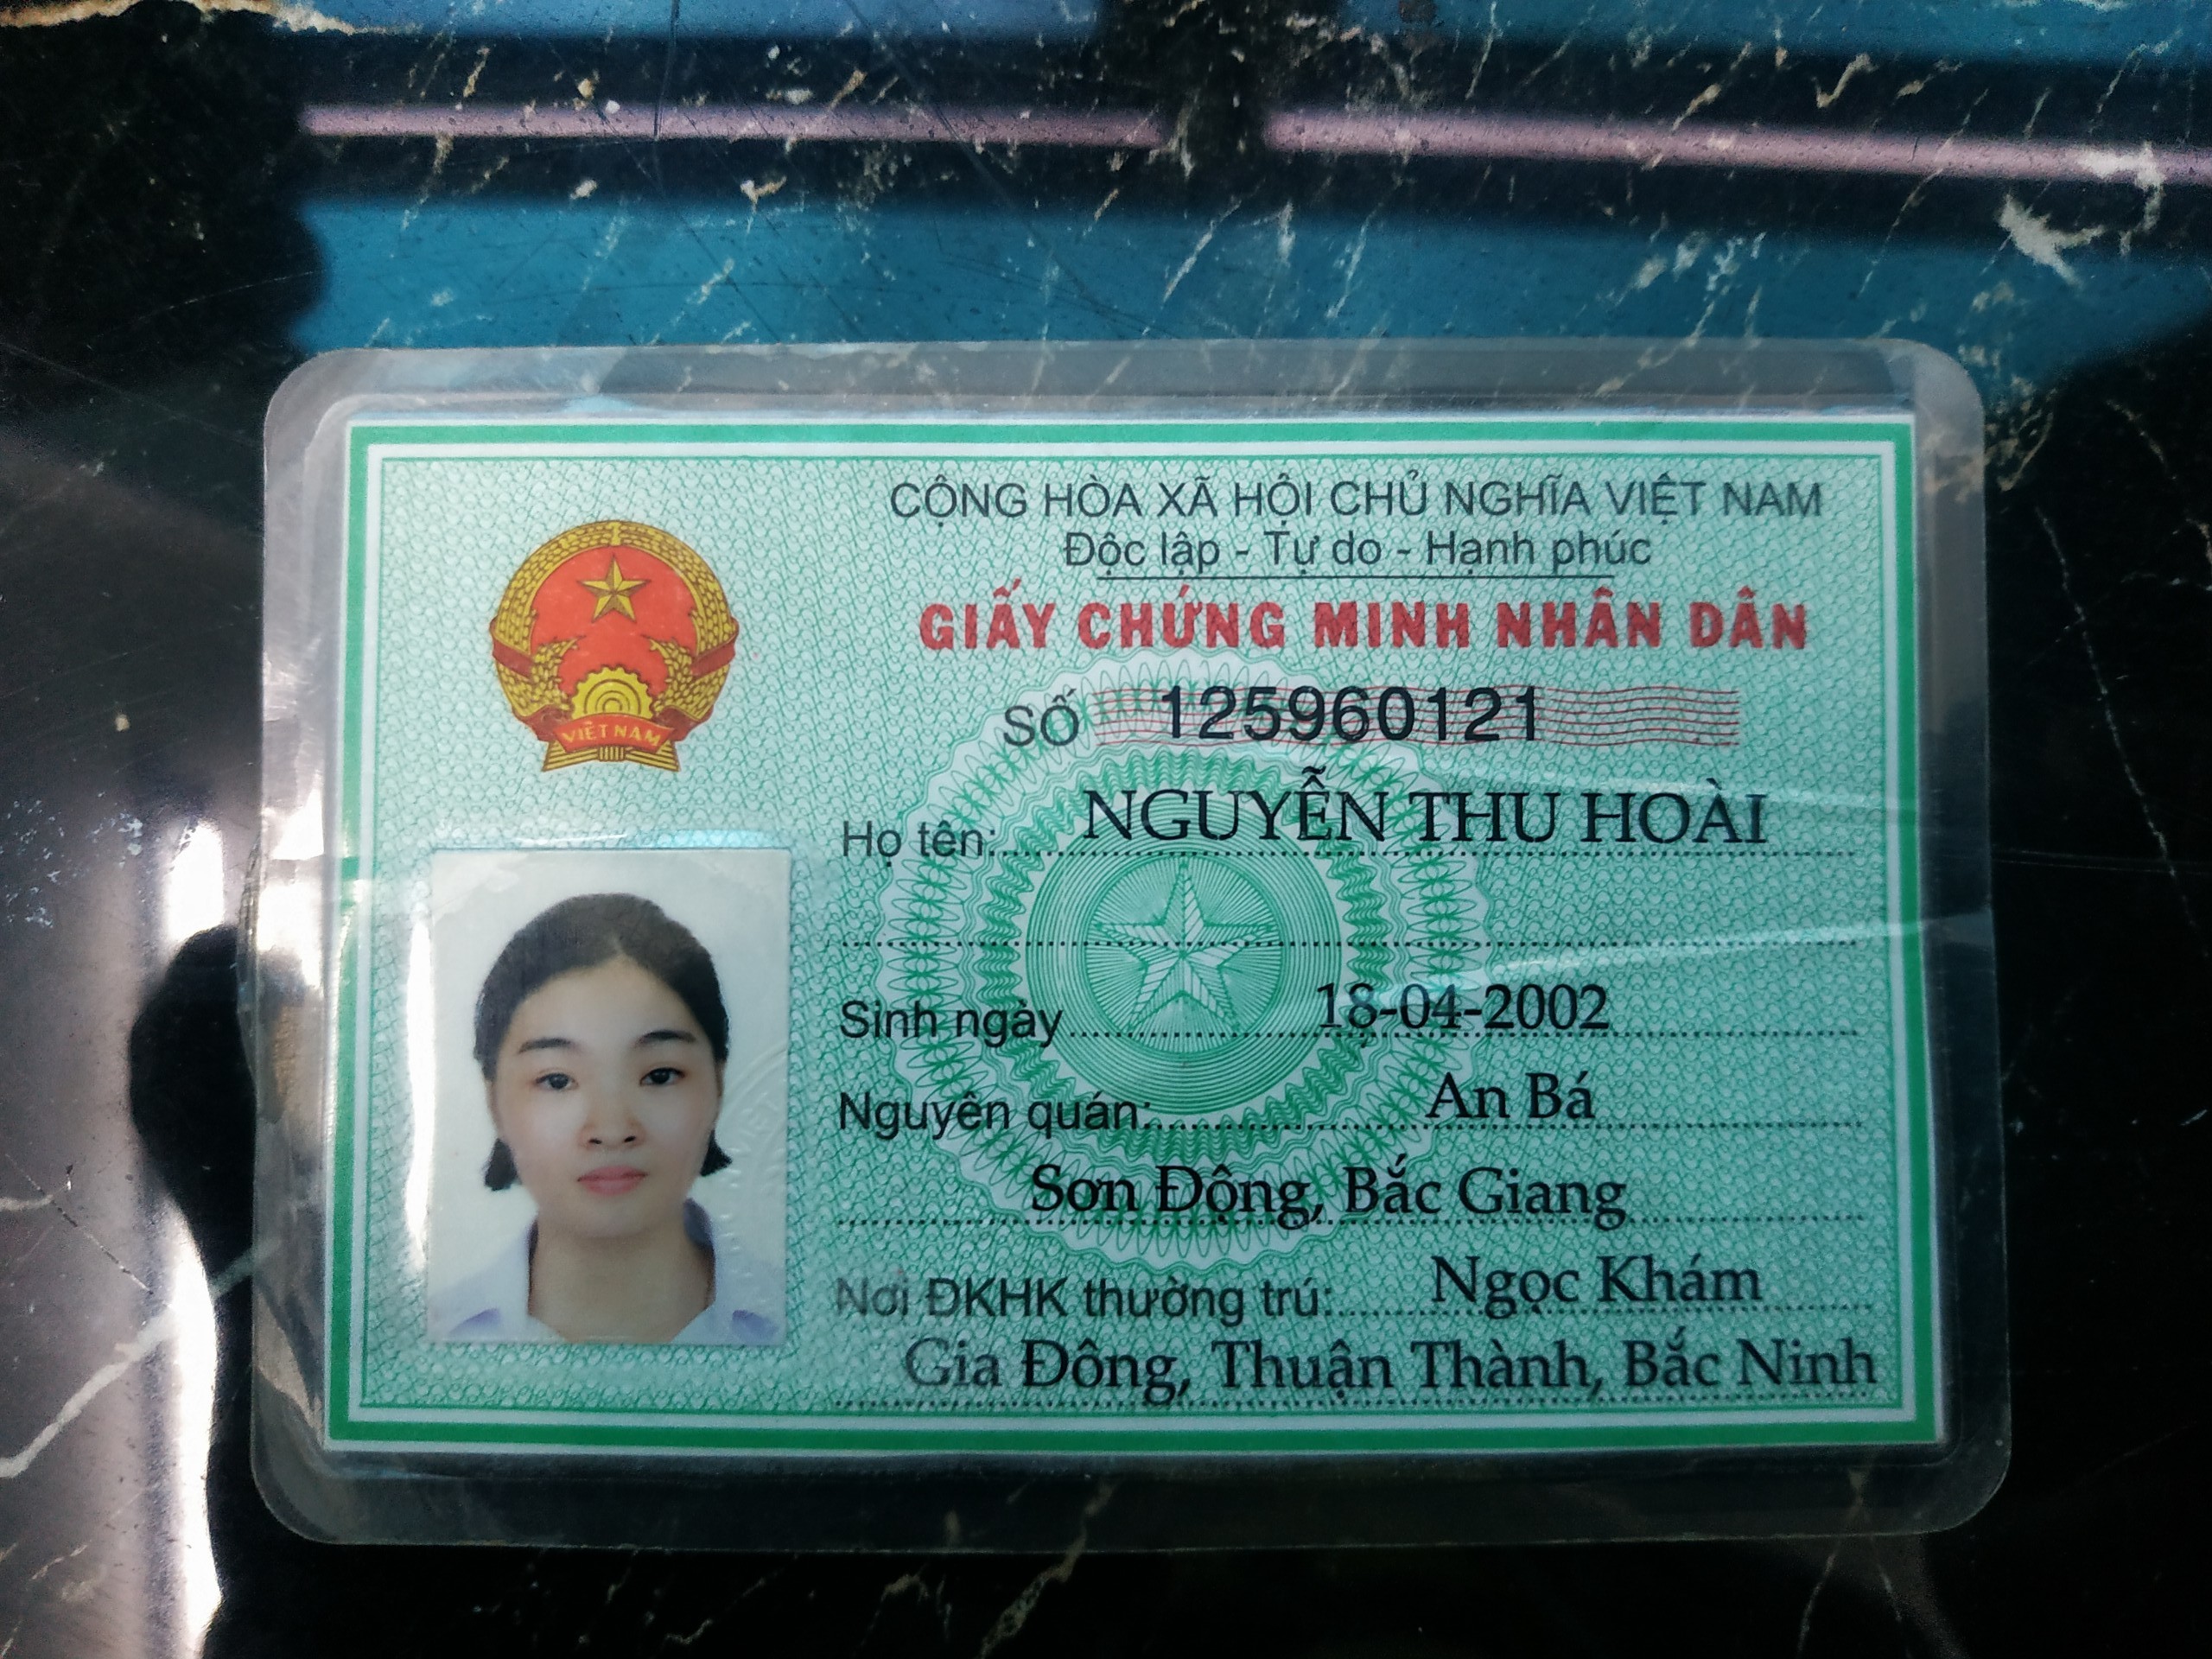 CỘNG HÒA XÃ HỘI CHỦ NGHĨA VIỆT NAM
Độc lập - Tự do - Hạnh phúc
GIẤY CHỨNG MINH NHÂN DÂN
SỐ 125960121
VIỆT NAM
Họ tên: NGUYỄN THU HOÀI
Sinh ngày 18-04-2002
Nguyên quán: An Bá
Sơn Động, Bắc Giang
Nơi ĐKHK thường trú: Ngọc Khám
Gia Đông, Thuận Thành, Bắc Ninh